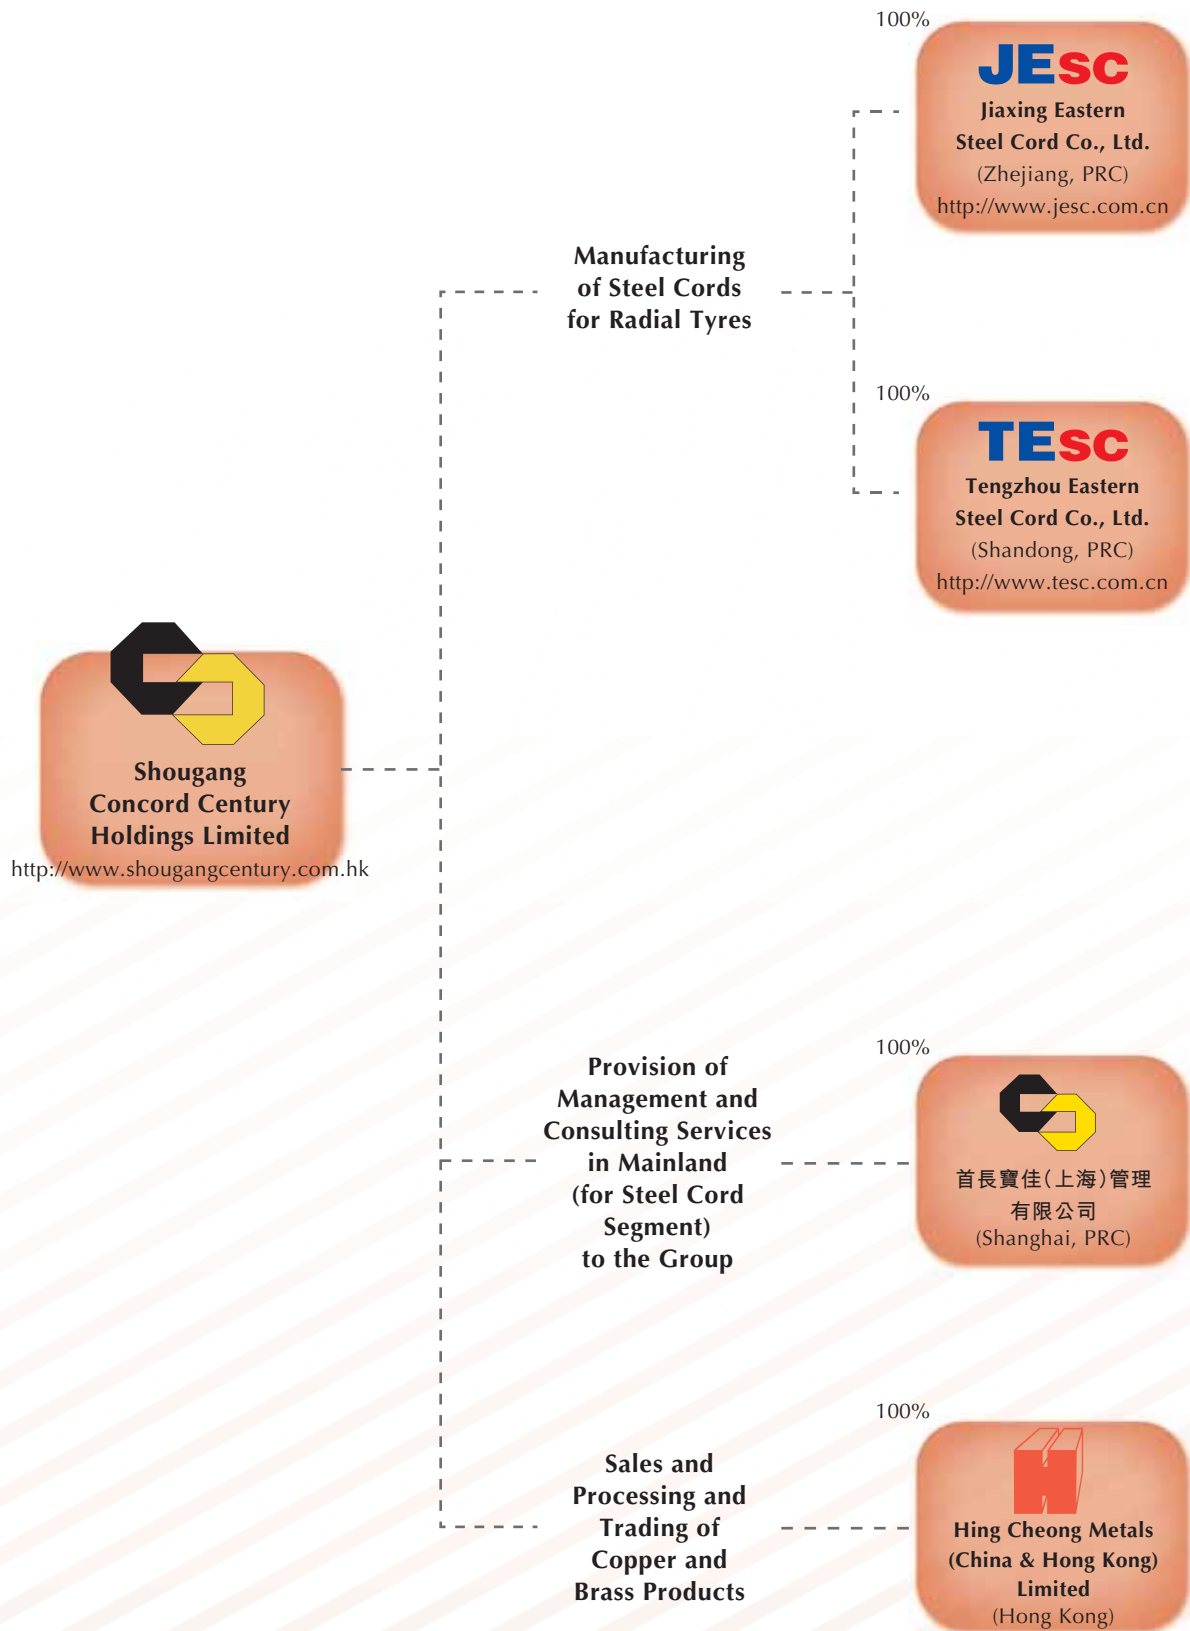 100%
JEsc
Jiaxing Eastern
Steel Cord Co., Ltd.
(Zhejiang, PRC)
http://www.jesc.com.cn
Manufacturing
of Steel Cords
for Radial Tyres
100%
TEsc
Tengzhou Eastern
Steel Cord Co., Ltd.
(Shandong, PRC)
http://www.tesc.com.cn
Shougang
Concord Century
Holdings Limited
http://www.shougangcentury.com.hk
Provision of
Management and
Consulting Services
in Mainland
(for Steel Cord
Segment)
to the Group
100%
首長寶佳(上海)管理
有限公司
(Shanghai, PRC)
Sales and
Processing and
Trading of
Copper and
Brass Products
100%
Hing Cheong Metals
(China & Hong Kong)
Limited
(Hong Kong)